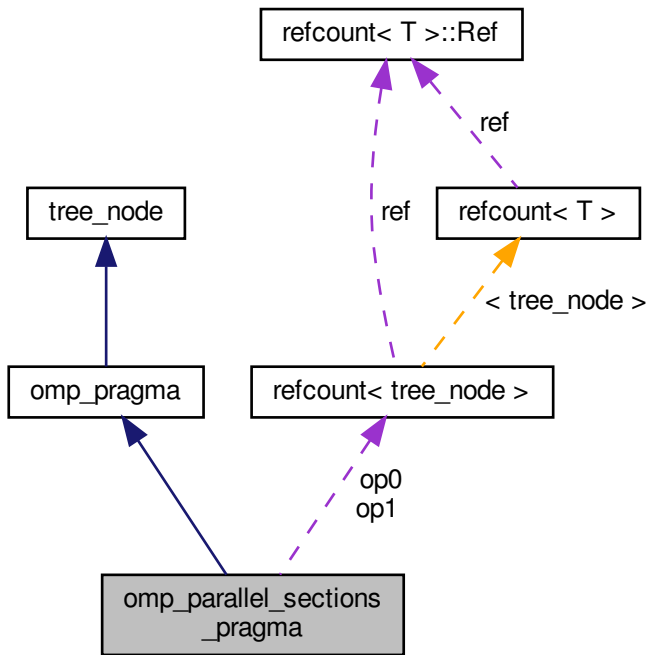 refcount< T >::Ref
ref
tree_node
ref
refcount< T >
< tree_node >
omp_pragma
refcount< tree_node >
op0
op1
omp_parallel_sections
_pragma